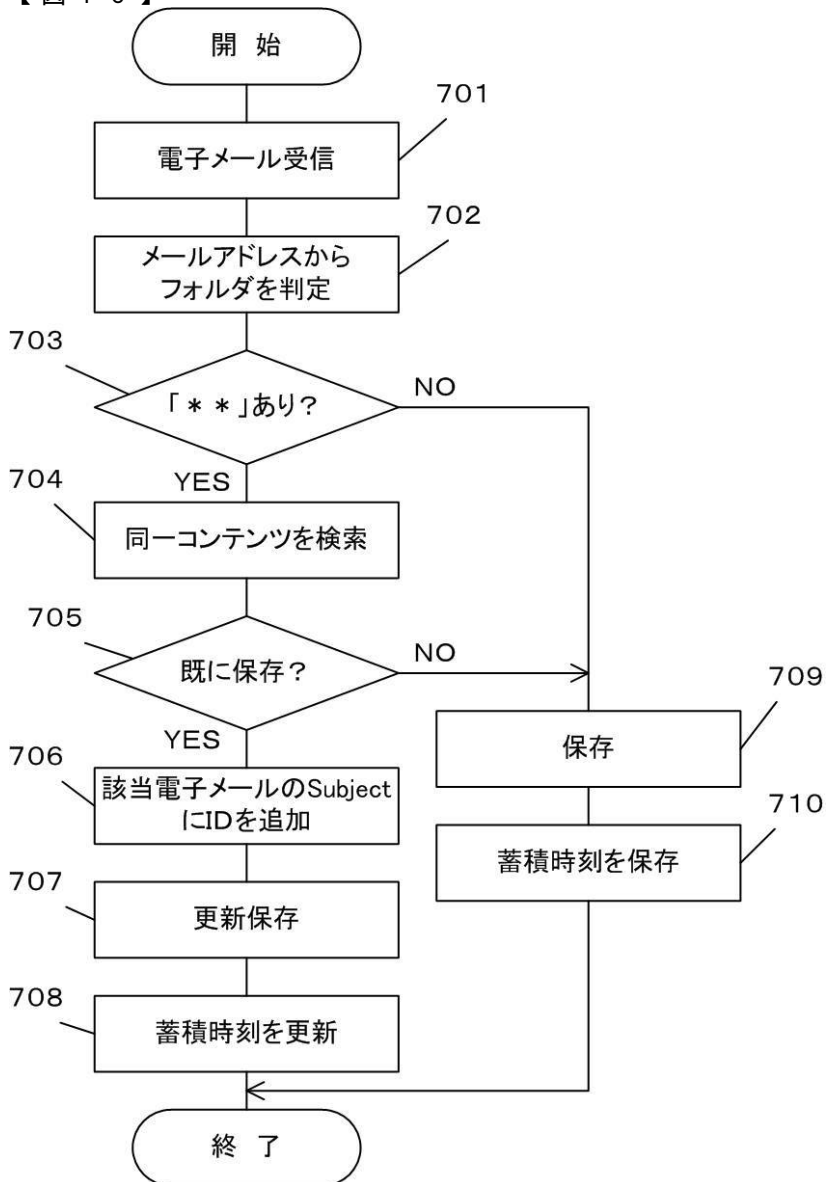 開 始
701
電子メール受信
702
メールアドレスから
フォルダを判定
703
「＊＊」あり？
NO
YES
704
同一コンテンツを検索
705
既に保存？
NO
YES
709
保存
706
該当電子メールのSubject
にIDを追加
710
蓄積時刻を保存
707
更新保存
708
蓄積時刻を更新
終 了